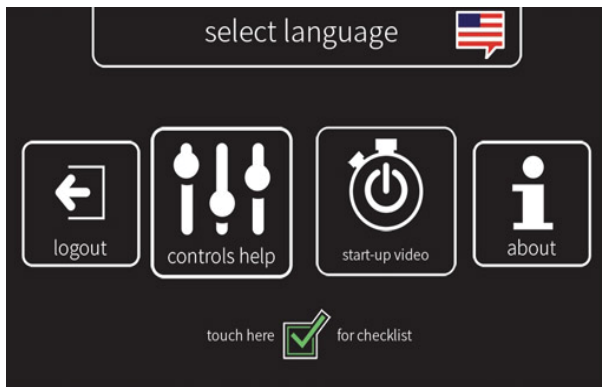 select language
logout
controls help
start-up video
about
touch here for checklist